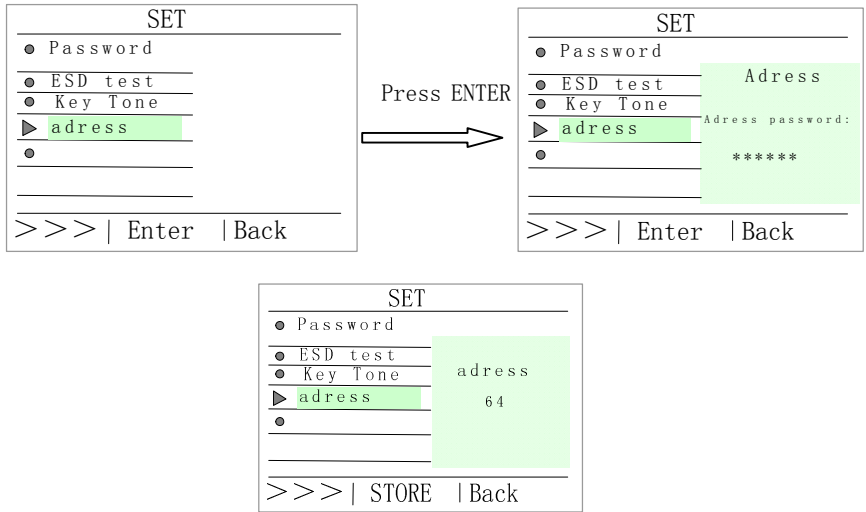 SET
Password
ESD test
Key Tone
adress
>>>| Enter |Back
Press ENTER
SET
Password
ESD test
Key Tone
adress
Adress
Adress password:
******
>>>| Enter |Back
SET
Password
ESD test
Key Tone
adress
adress
64
>>>| STORE |Back